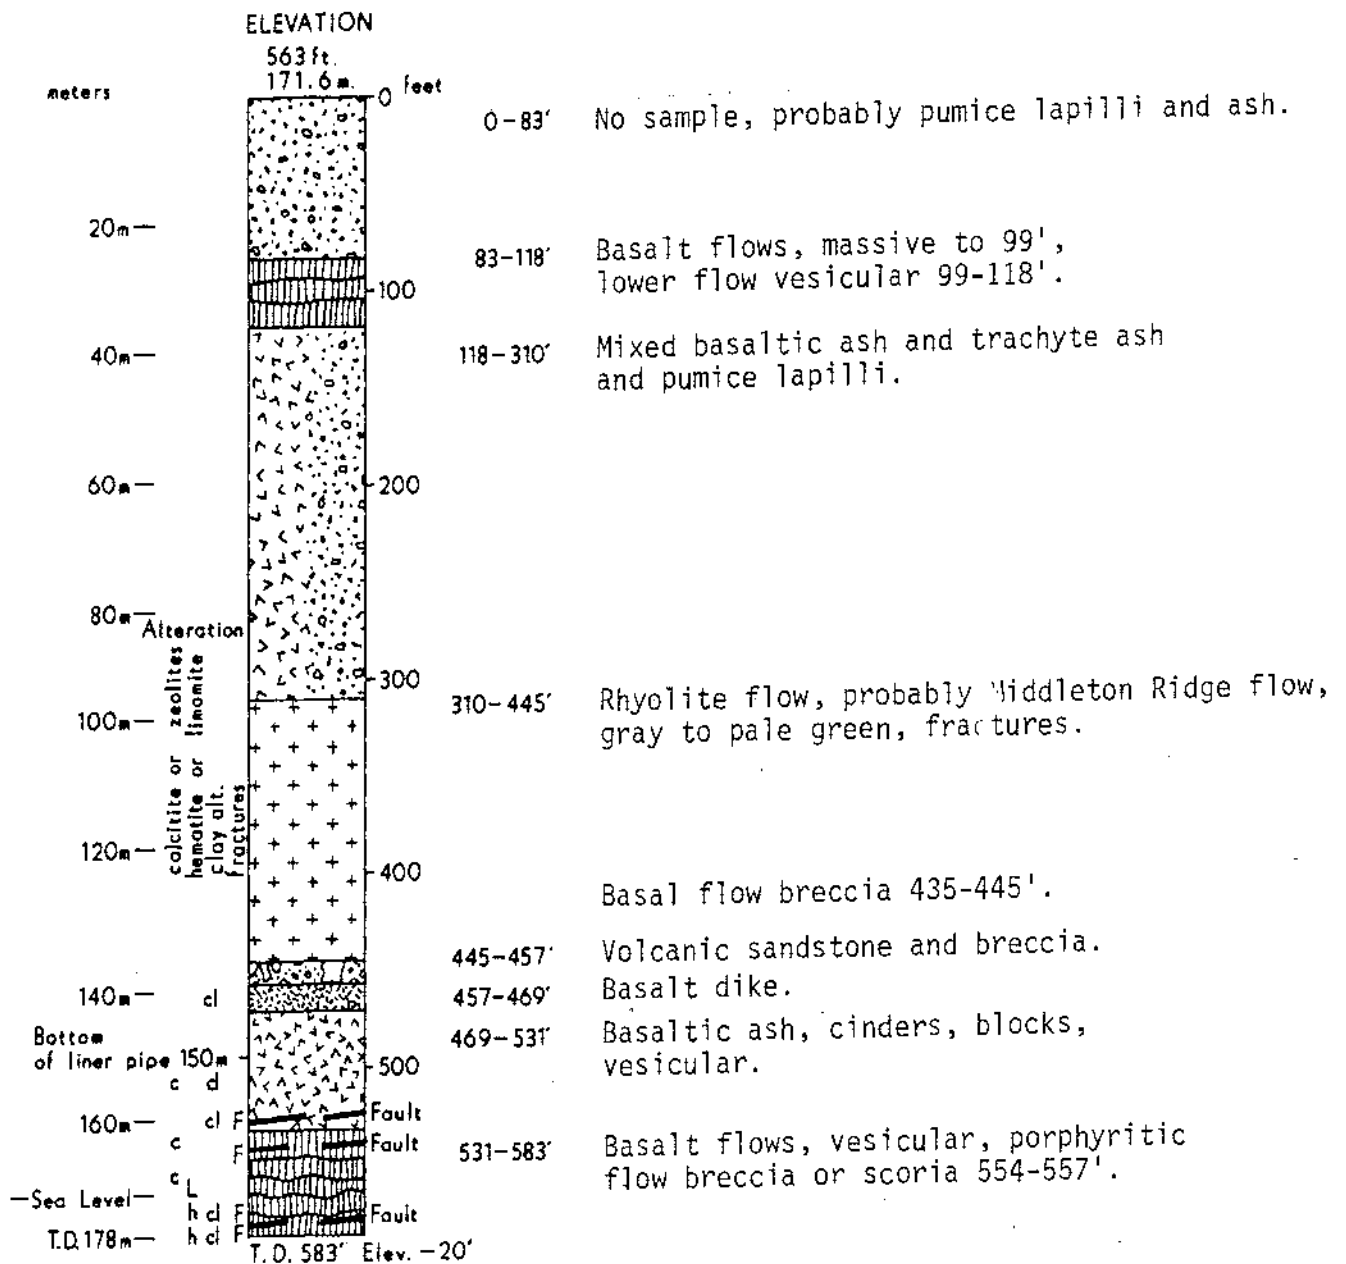 ELEVATION
563 ft.
171.6 m.
meters
0 feet
0-83' No sample, probably pumice lapilli and ash.
20m
83-118' Basalt flows, massive to 99',
lower flow vesicular 99-118'.
100
40m
118-310' Mixed basaltic ash and trachyte ash
and pumice lapilli.
60m
200
80m
Alteration
calcitite or zeolites
hematite or limomite
clay alt.
fractures
300
310-445' Rhyolite flow, probably Middleton Ridge flow,
gray to pale green, fractures.
100m
120m
400
Basal flow breccia 435-445'.
445-457' Volcanic sandstone and breccia.
140m cl
457-469' Basalt dike.
469-531' Basaltic ash, cinders, blocks,
vesicular.
Bottom
of liner pipe 150m
500
c d
160m cl F Fault
c F Fault
531-583' Basalt flows, vesicular, porphyritic
flow breccia or scoria 554-557'.
c L
Sea Level
h cl F Fault
T.D. 178m h cl F
T.D. 583' Elev. -20'